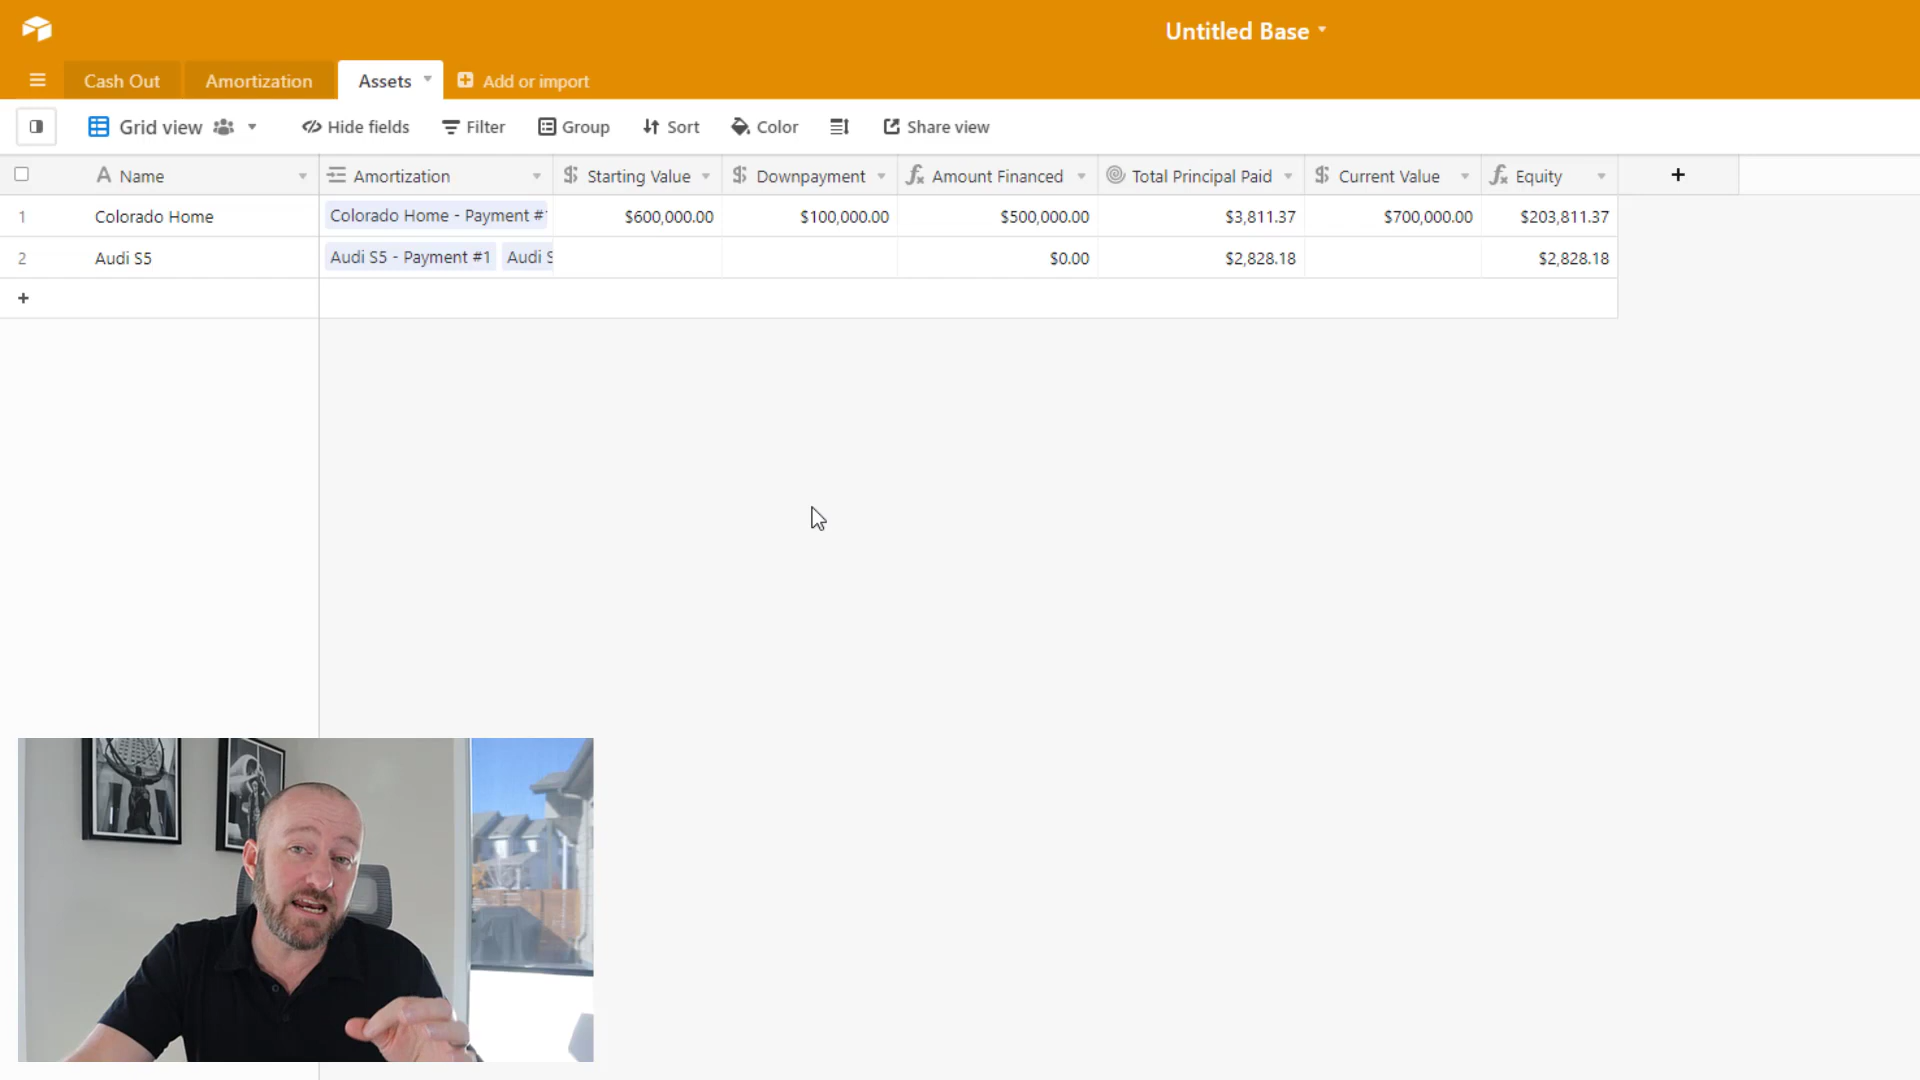 Untitled Base
Cash Out Amortization Assets Add or import
Grid view Hide fields Filter Group Sort Color Share view
Name Amortization Starting Value Downpayment Amount Financed Total Principal Paid Current Value Equity
1 Colorado Home Colorado Home - Payment # $600,000.00 $100,000.00 $500,000.00 $3,811.37 $700,000.00 $203,811.37
2 Audi S5 Audi S5 - Payment #1 Audi S $0.00 $2,828.18 $2,828.18